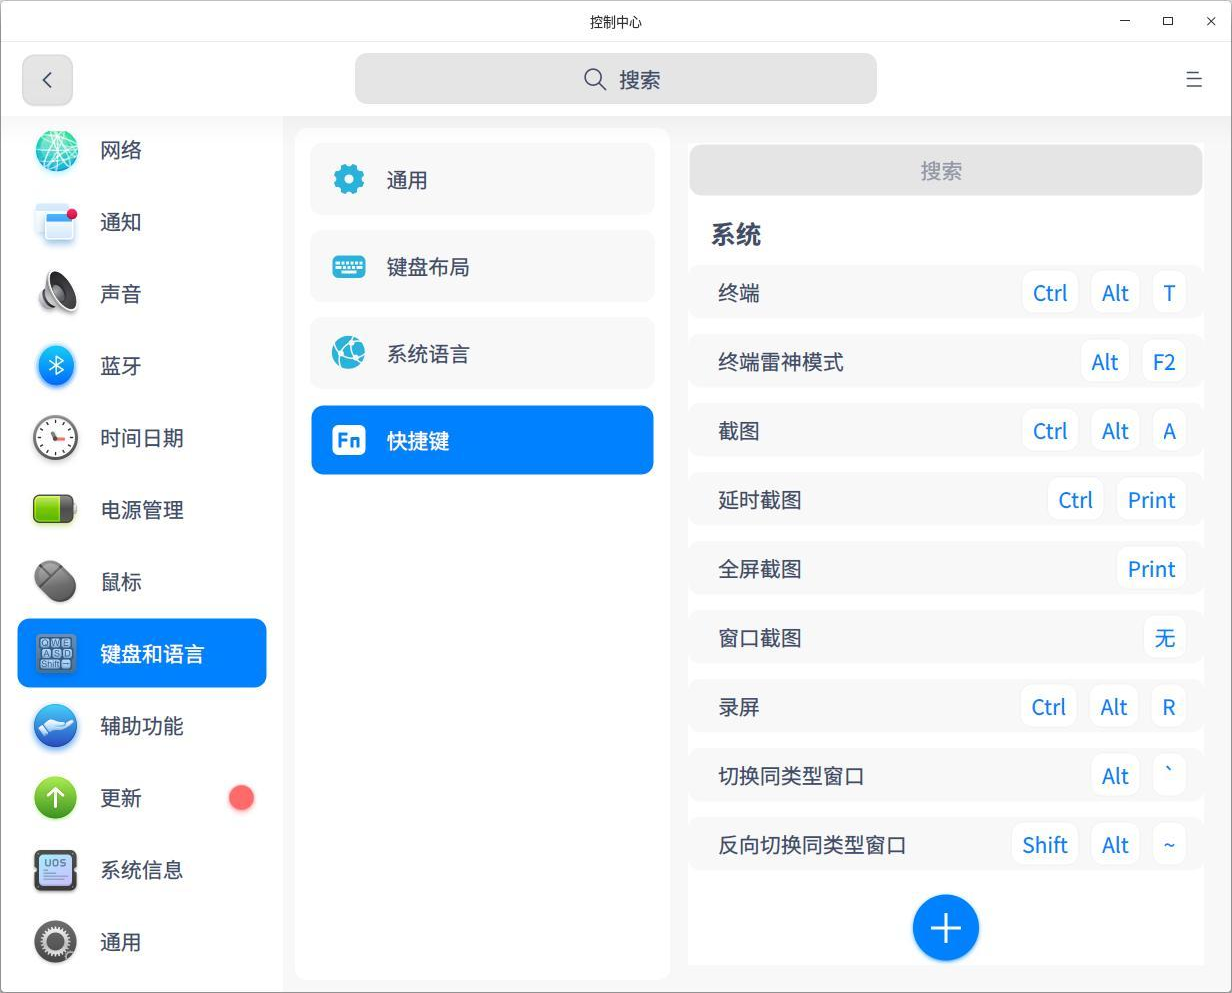 控制中心
搜索
网络
通知
声音
蓝牙
时间日期
电源管理
鼠标
键盘和语言
辅助功能
更新
UOS
系统信息
通用
通用
键盘布局
系统语言
Fn 快捷键
搜索
系统
终端 Ctrl Alt T
终端雷神模式 Alt F2
截图 Ctrl Alt A
延时截图 Ctrl Print
全屏截图 Print
窗口截图 无
录屏 Ctrl Alt R
切换同类型窗口 Alt `
反向切换同类型窗口 Shift Alt ~